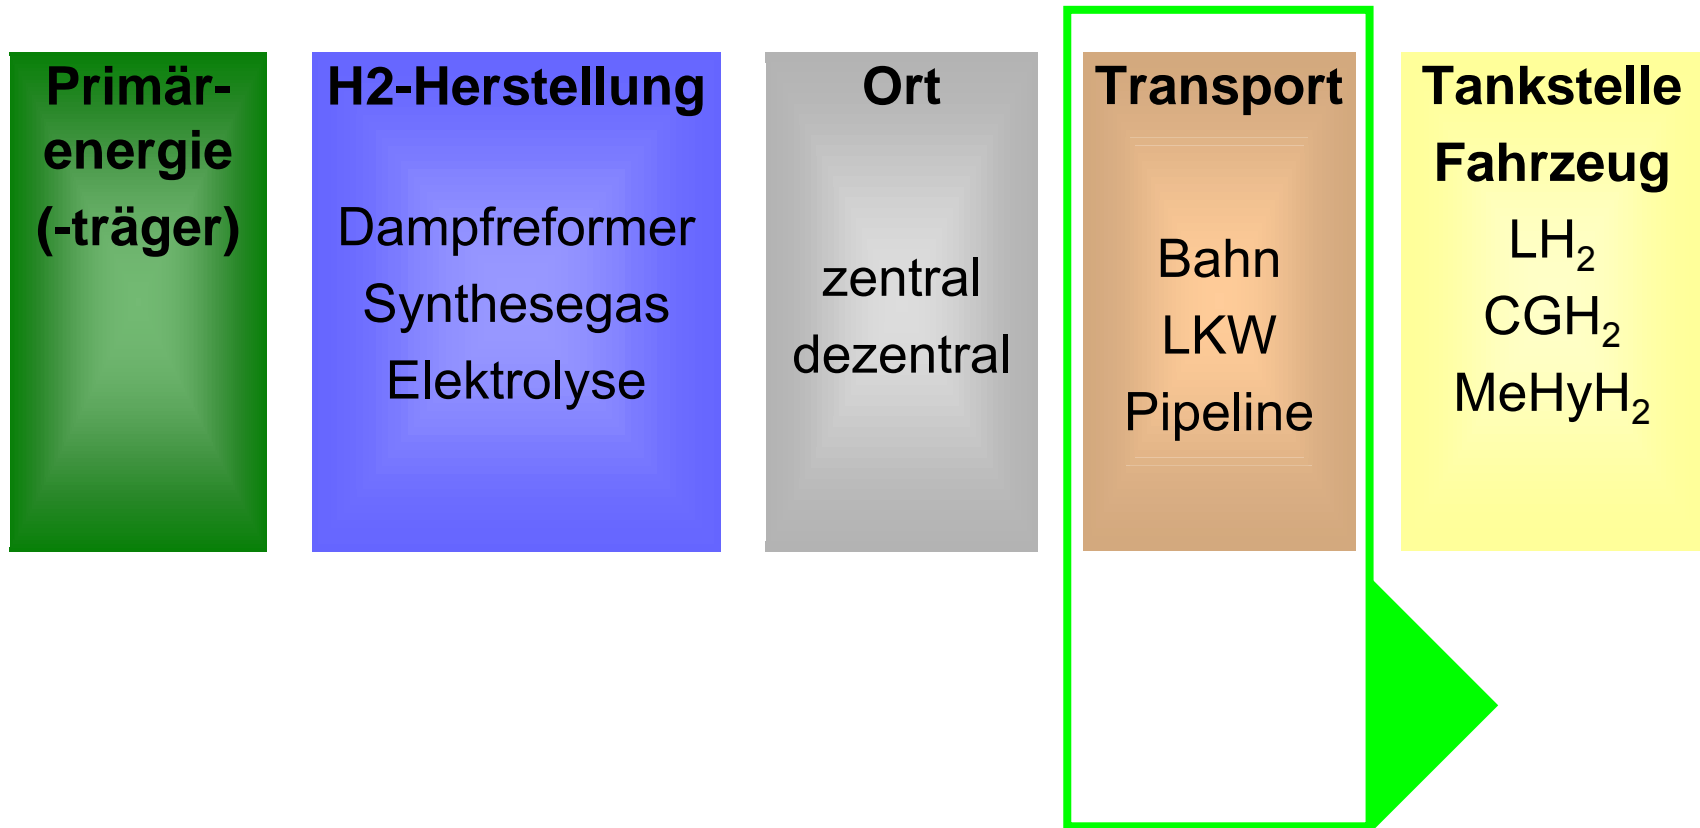 Primär-
energie
(-träger)
H2-Herstellung
Dampfreformer
Synthesegas
Elektrolyse
Ort
zentral
dezentral
Transport
Bahn
LKW
Pipeline
Tankstelle
Fahrzeug
LH₂
CGH₂
MeHyH₂